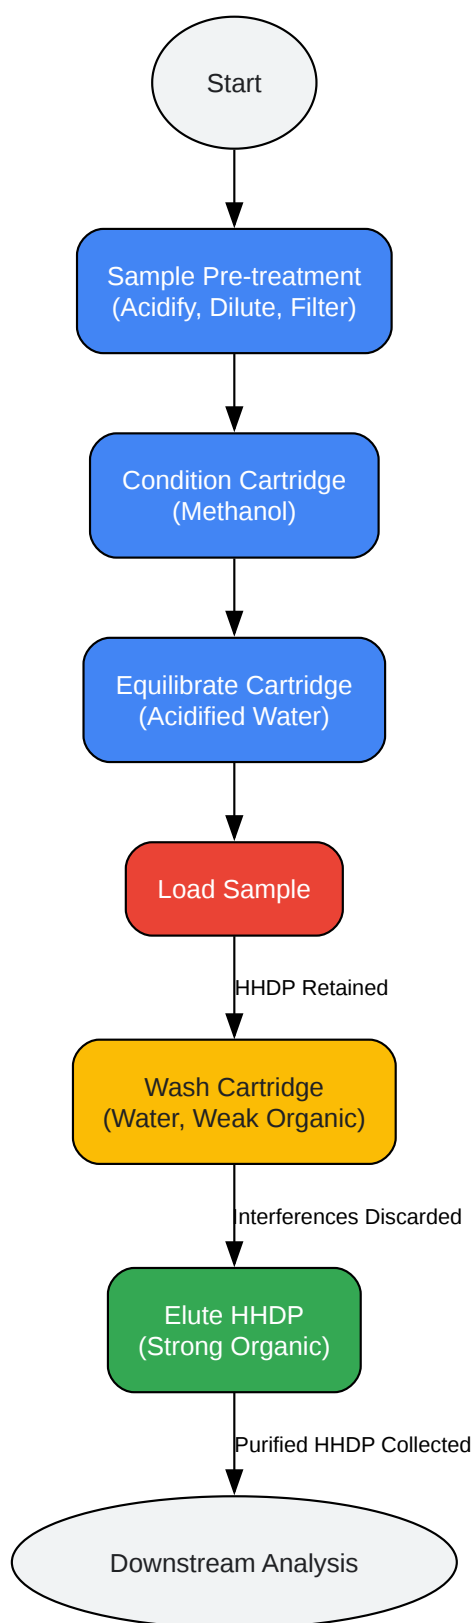 Start
Sample Pre-treatment
(Acidify, Dilute, Filter)
Condition Cartridge
(Methanol)
Equilibrate Cartridge
(Acidified Water)
Load Sample
HHDP Retained
Wash Cartridge
(Water, Weak Organic)
Interferences Discarded
Elute HHDP
(Strong Organic)
Purified HHDP Collected
Downstream Analysis